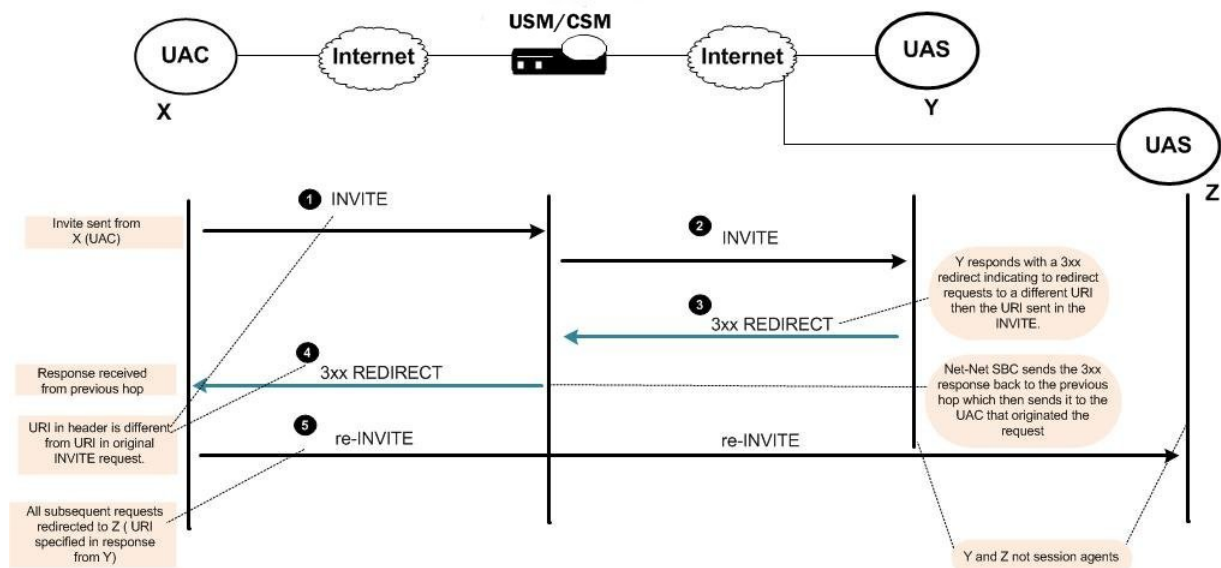 USM/CSM
UAC
Internet
Internet
UAS
X
Y
UAS
Z
1 INVITE
Invite sent from
X (UAC)
2 INVITE
Y responds with a 3xx
redirect indicating to redirect
requests to a different URI
then the URI sent in the
INVITE.
3
3xx REDIRECT
4
3xx REDIRECT
Response received
from previous hop
Net-Net SBC sends the 3xx
response back to the previous
hop which then sends it to the
UAC that originated the
request
URI in header is different
from URI in original
INVITE request.
5 re-INVITE
re-INVITE
All subsequent requests
redirected to Z ( URI
specified in response
from Y)
Y and Z not session agents